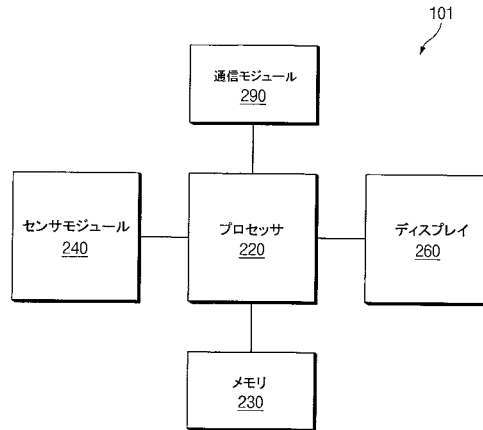 101
通信モジュール
290
センサモジュール
240
プロセッサ
220
ディスプレイ
260
メモリ
230